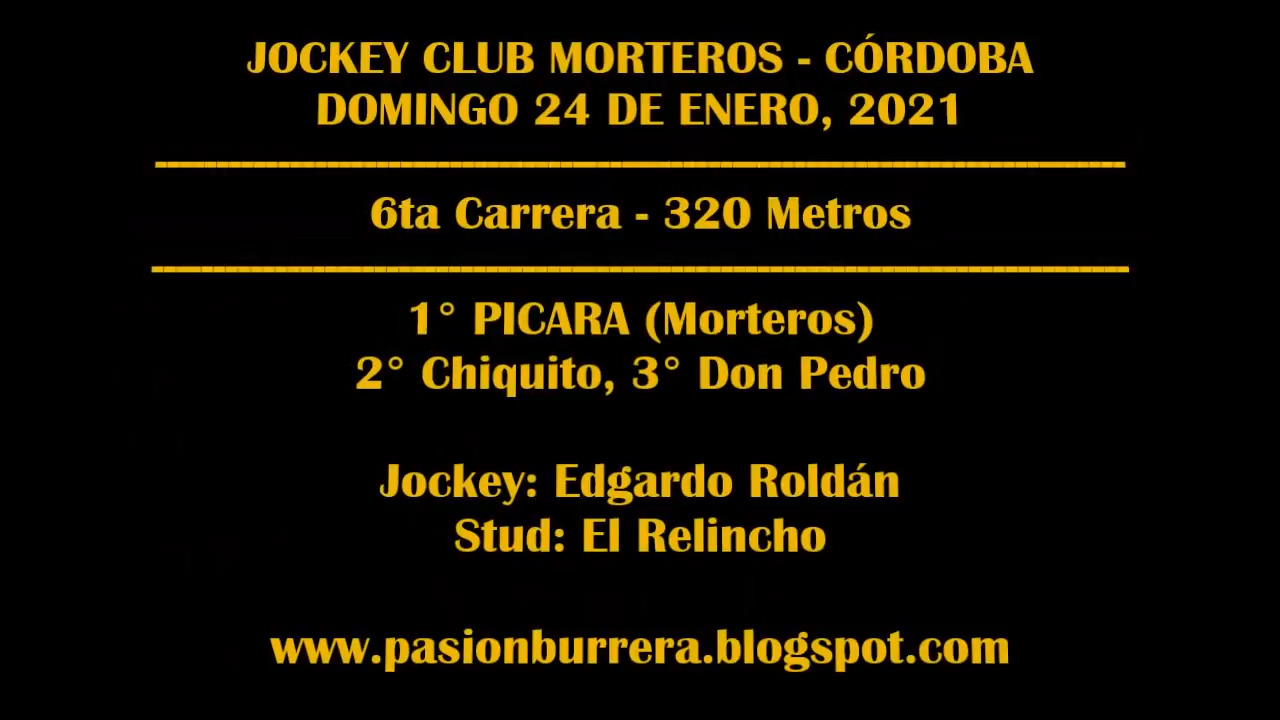 JOCKEY CLUB MORTEROS - CÓRDOBA
DOMINGO 24 DE ENERO, 2021
6ta Carrera - 320 Metros
1° PICARA (Morteros)
2° Chiquito, 3° Don Pedro
Jockey: Edgardo Roldán
Stud: El Relincho
www.pasionburrera.blogspot.com